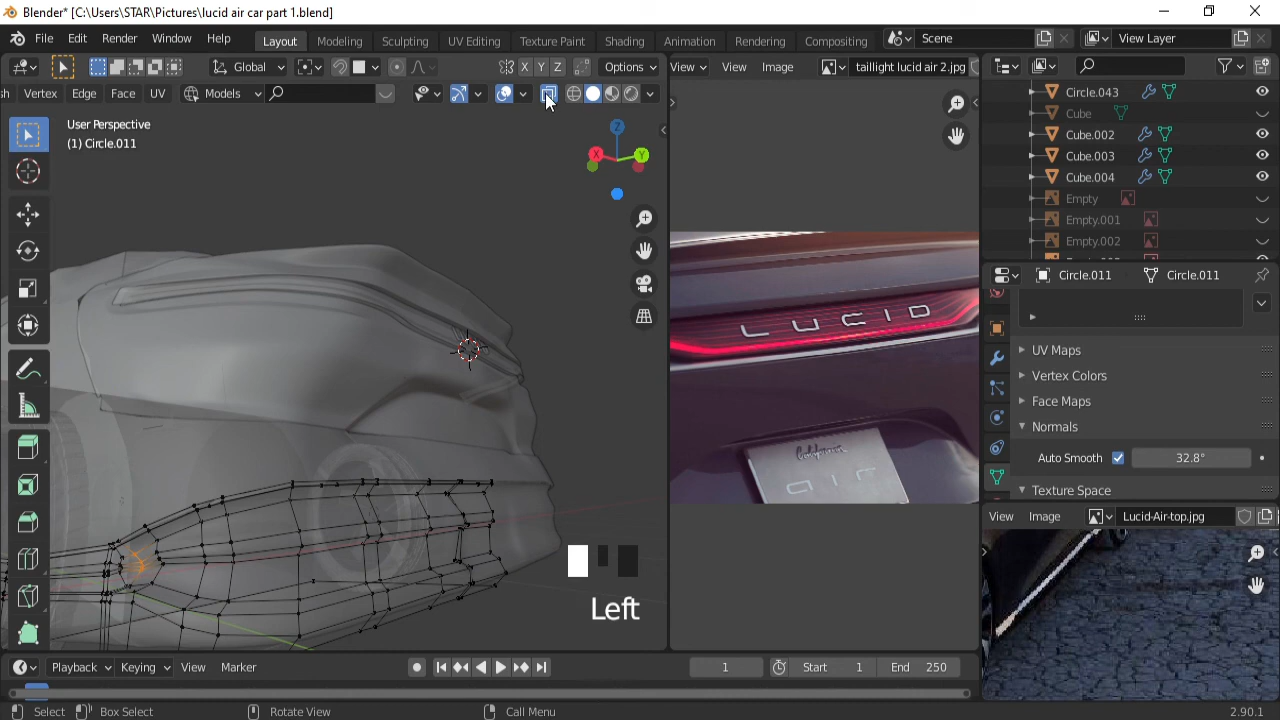 Blender* [C:\Users\STAR\Pictures\lucid air car part 1.blend]
File Edit Render Window Help
Layout Modeling Sculpting UV Editing Texture Paint Shading Animation Rendering Compositing
Scene
View Layer
Global
X Y Z
Options
View
View
Image
taillight lucid air 2.jpg
Vertex Edge Face UV
Models
User Perspective
(1) Circle.011
Z
X
Y
LUCID
California
Left
Circle.043
Cube
Cube.002
Cube.003
Cube.004
Empty
Empty.001
Empty.002
Circle.011
Circle.011
UV Maps
Vertex Colors
Face Maps
Normals
Auto Smooth
32.8°
Texture Space
View Image
Lucid-Air-top.jpg
Playback Keying View Marker
1
Start 1
End 250
Select
Box Select
Rotate View
Call Menu
2.90.1